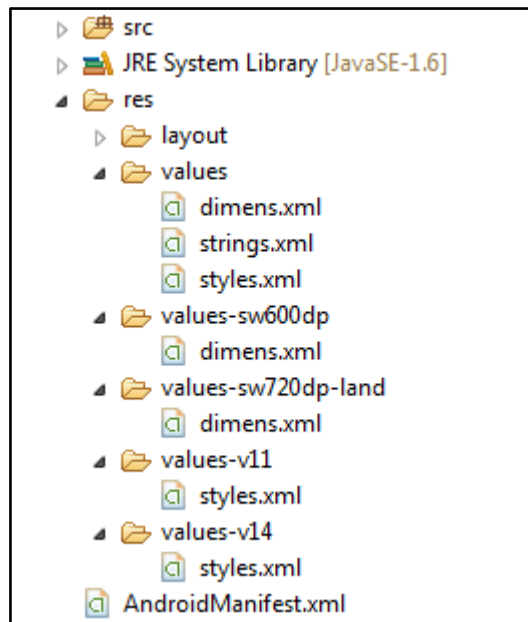 src
JRE System Library [JavaSE-1.6]
res
layout
values
dimens.xml
strings.xml
styles.xml
values-sw600dp
dimens.xml
values-sw720dp-land
dimens.xml
values-v11
styles.xml
values-v14
styles.xml
AndroidManifest.xml